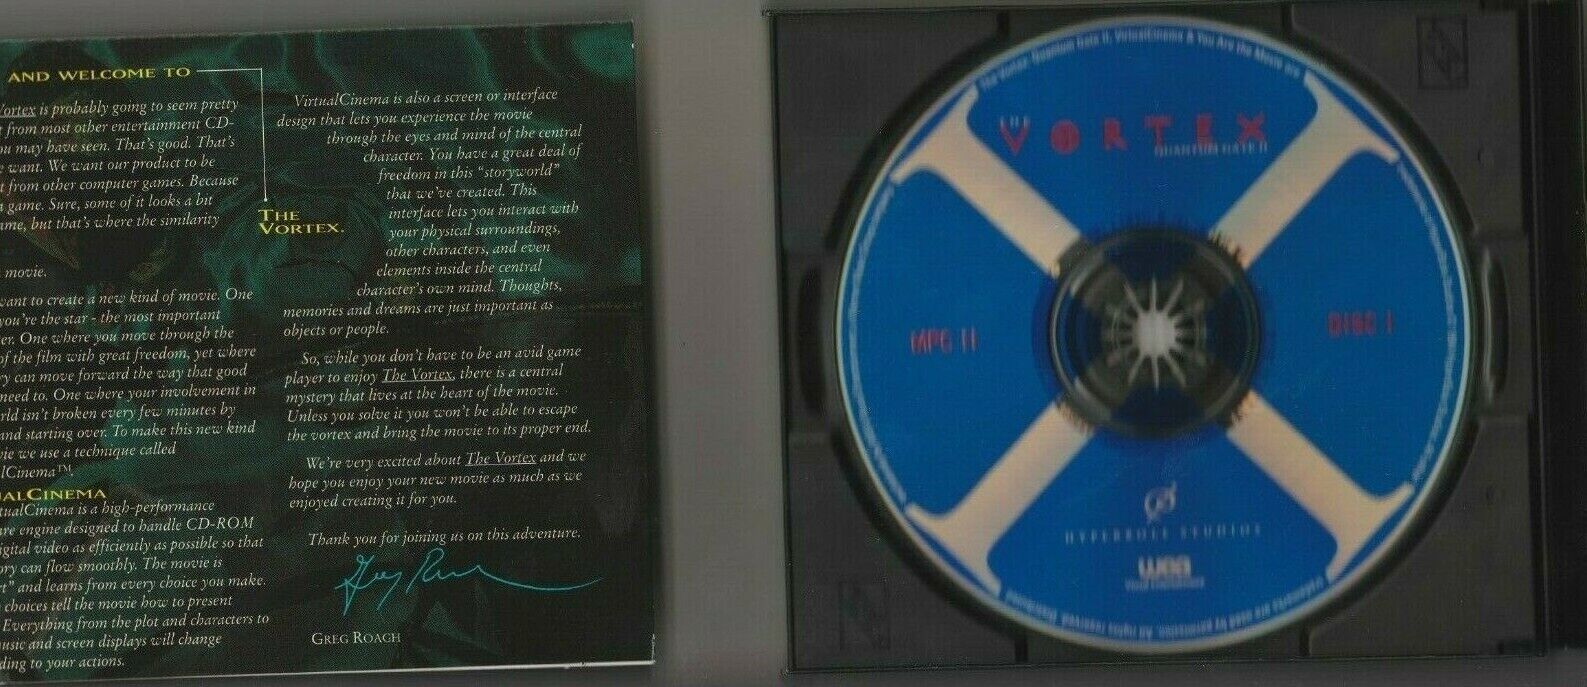 AND WELCOME TO
Vortex is probably going to seem pretty
from most other entertainment CD-
may have seen. That's good. That's
want. We want our product to be
from other computer games. Because
game. Sure, some of it looks a bit
but that's where the similarity
movie.
want to create a new kind of movie. One
you're the star - the most important
One where you move through the
of the film with great freedom, yet where
can move forward the way that good
need to. One where your involvement in
isn't broken every few minutes by
and starting over. To make this new kind
we use a technique called
THE
VORTEX.
CINEMA
is a high-performance
engine designed to handle CD-ROM
digital video as efficiently as possible so that
can flow smoothly. The movie is
and learns from every choice you make.
choices tell the movie how to present
Everything from the plot and characters to
music and screen displays will change
to your actions.
VirtualCinema is also a screen or interface
design that lets you experience the movie
through the eyes and mind of the central
character. You have a great deal of
freedom in this "storyworld"
that we've created. This
interface lets you interact with
your physical surroundings,
other characters, and even
elements inside the central
character's own mind. Thoughts,
memories and dreams are just important as
objects or people.
So, while you don't have to be an avid game
player to enjoy The Vortex, there is a central
mystery that lives at the heart of the movie.
Unless you solve it you won't be able to escape
the vortex and bring the movie to its proper end.
We're very excited about The Vortex and we
hope you enjoy your new movie as much as we
enjoyed creating it for you.
Thank you for joining us on this adventure.
Greg Roach
GREG ROACH
THE
VORTEX
QUANTUM GATE II
MPC II
DISC 1
HYPERBOLE STUDIOS
wea